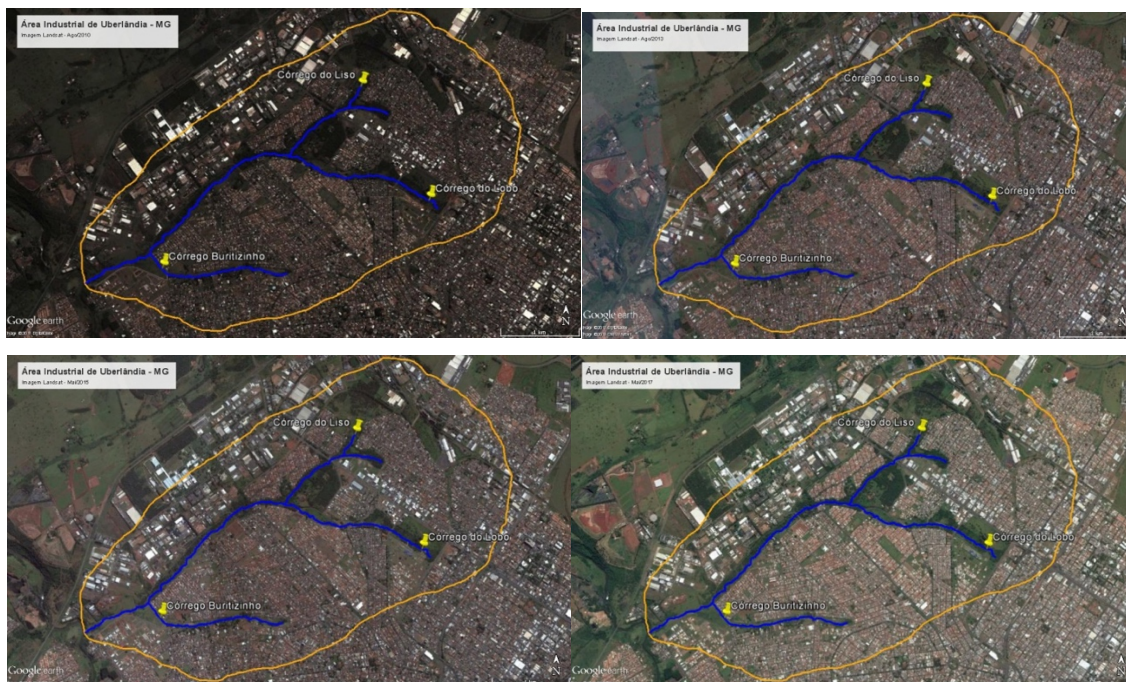 Área Industrial de Uberlândia - MG
Imagem Landsat - Ago/2010
Córrego do Liso
Córrego do Lobo
Córrego Buritizinho
Google earth
1 km
N
Área Industrial de Uberlândia - MG
Imagem Landsat - Ago/2013
Córrego do Liso
Córrego do Lobo
Córrego Buritizinho
Google earth
N
Área Industrial de Uberlândia - MG
Imagem Landsat - Mai/2015
Córrego do Liso
Córrego do Lobo
Córrego Buritizinho
Google earth
N
Área Industrial de Uberlândia - MG
Imagem Landsat - Mai/2017
Córrego do Liso
Córrego do Lobo
Córrego Buritizinho
Google earth
N